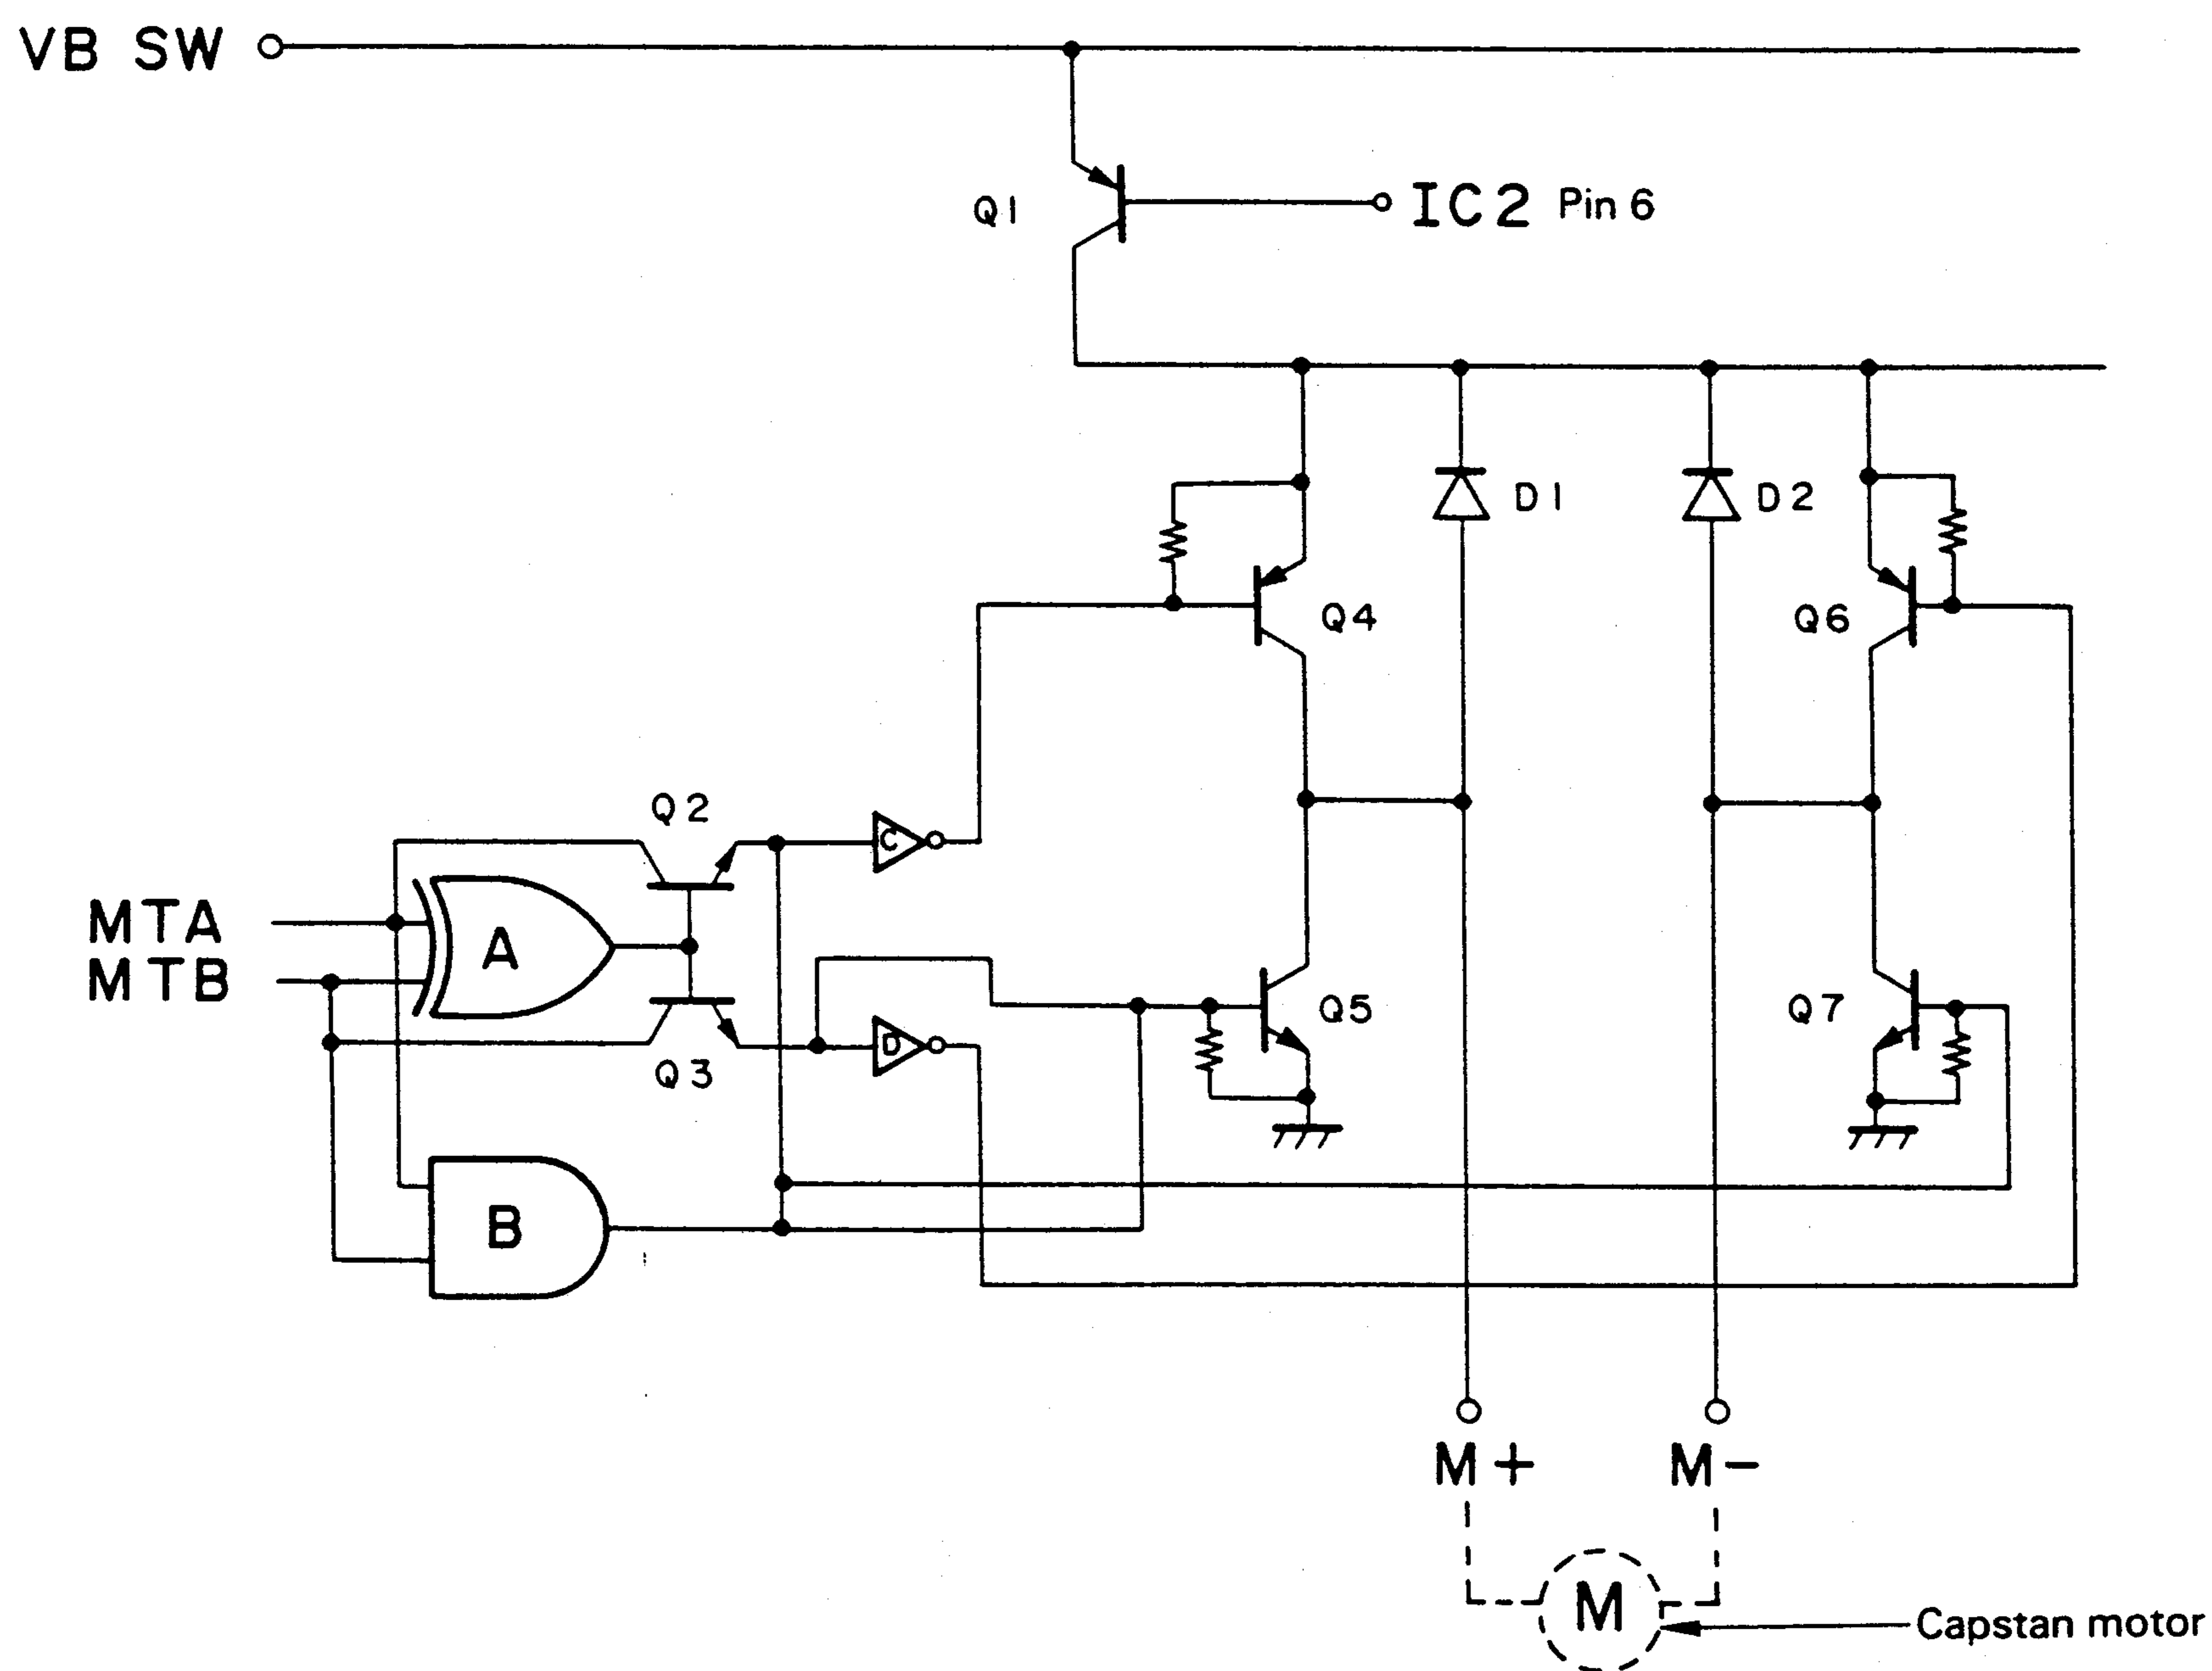 VB SW
Q1
IC2 Pin 6
D1
D2
Q4
Q6
Q2
C
MTA
A
MTB
Q5
Q7
D
Q3
B
M+
M-
M
Capstan motor